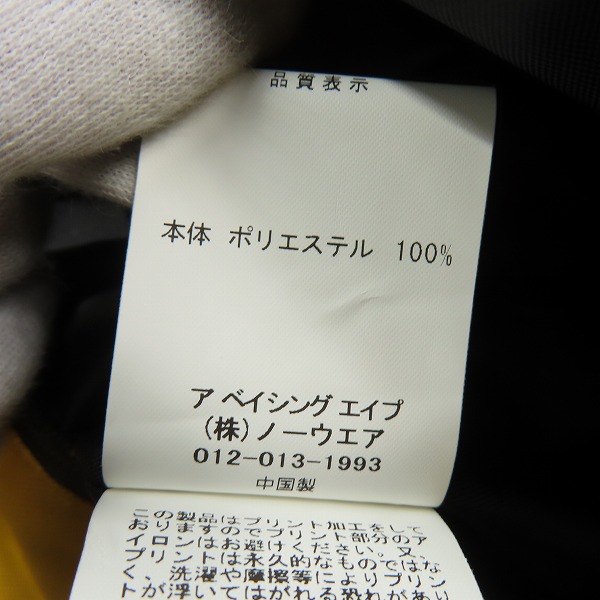 品質表示
本体 ポリエステル 100%
ア ベイシング エイプ
(株)ノーウエア
012-013-1993
中国製
この製品はプリント加工をして
おりますのでプリント部分のア
イロンはお避けください。又、
プリントは永久的なものではな
く、洗濯や摩擦等によりプリン
トが浮いてはがれる恐れがあり